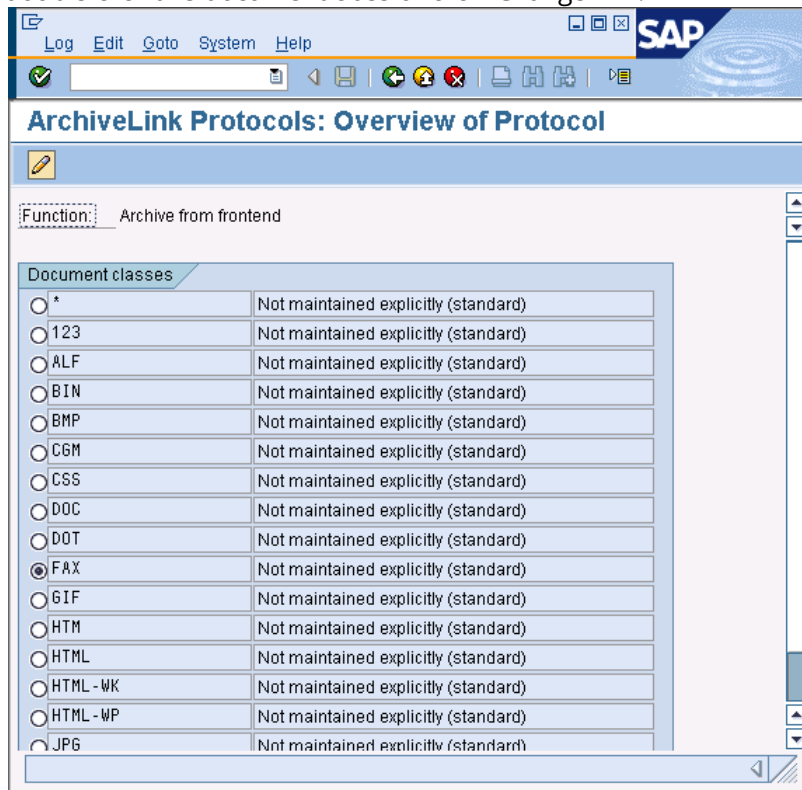 Log Edit Goto System Help
SAP
ArchiveLink Protocols: Overview of Protocol
Function: Archive from frontend
Document classes
* Not maintained explicitly (standard)
123 Not maintained explicitly (standard)
ALF Not maintained explicitly (standard)
BIN Not maintained explicitly (standard)
BMP Not maintained explicitly (standard)
CGM Not maintained explicitly (standard)
CSS Not maintained explicitly (standard)
DOC Not maintained explicitly (standard)
DOT Not maintained explicitly (standard)
FAX Not maintained explicitly (standard)
GIF Not maintained explicitly (standard)
HTM Not maintained explicitly (standard)
HTML Not maintained explicitly (standard)
HTML-WK Not maintained explicitly (standard)
HTML-WP Not maintained explicitly (standard)
JPG Not maintained explicitly (standard)